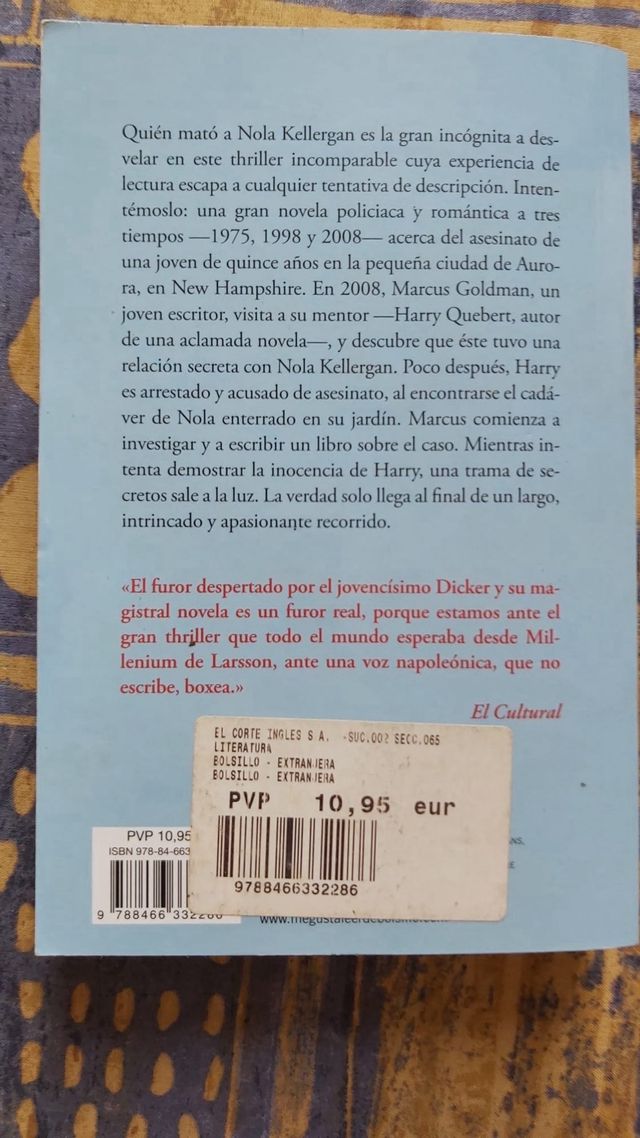 Quién mató a Nola Kellergan es la gran incógnita a des-
velar en este thriller incomparable cuya experiencia de
lectura escapa a cualquier tentativa de descripción. Inten-
témoslo: una gran novela policiaca y romántica a tres
tiempos —1975, 1998 y 2008— acerca del asesinato de
una joven de quince años en la pequeña ciudad de Auro-
ra, en New Hampshire. En 2008, Marcus Goldman, un
joven escritor, visita a su mentor —Harry Quebert, autor
de una aclamada novela—, y descubre que éste tuvo una
relación secreta con Nola Kellergan. Poco después, Harry
es arrestado y acusado de asesinato, al encontrarse el cadá-
ver de Nola enterrado en su jardín. Marcus comienza a
investigar y a escribir un libro sobre el caso. Mientras in-
tenta demostrar la inocencia de Harry, una trama de se-
cretos sale a la luz. La verdad solo llega al final de un largo,
intrincado y apasionante recorrido.
«El furor despertado por el jovencísimo Dicker y su ma-
gistral novela es un furor real, porque estamos ante el
gran thriller que todo el mundo esperaba desde Mil-
lenium de Larsson, ante una voz napoleónica, que no
escribe, boxea.»
El Cultural
EL CORTE INGLES S A. -SUC.002 SECC.065
LITERATURA
BOLSILLO - EXTRANJERA
BOLSILLO - EXTRANJERA
PVP 10,95 eur
9788466332286
PVP 10,95
ISBN 978-84-663
9 788466 332286